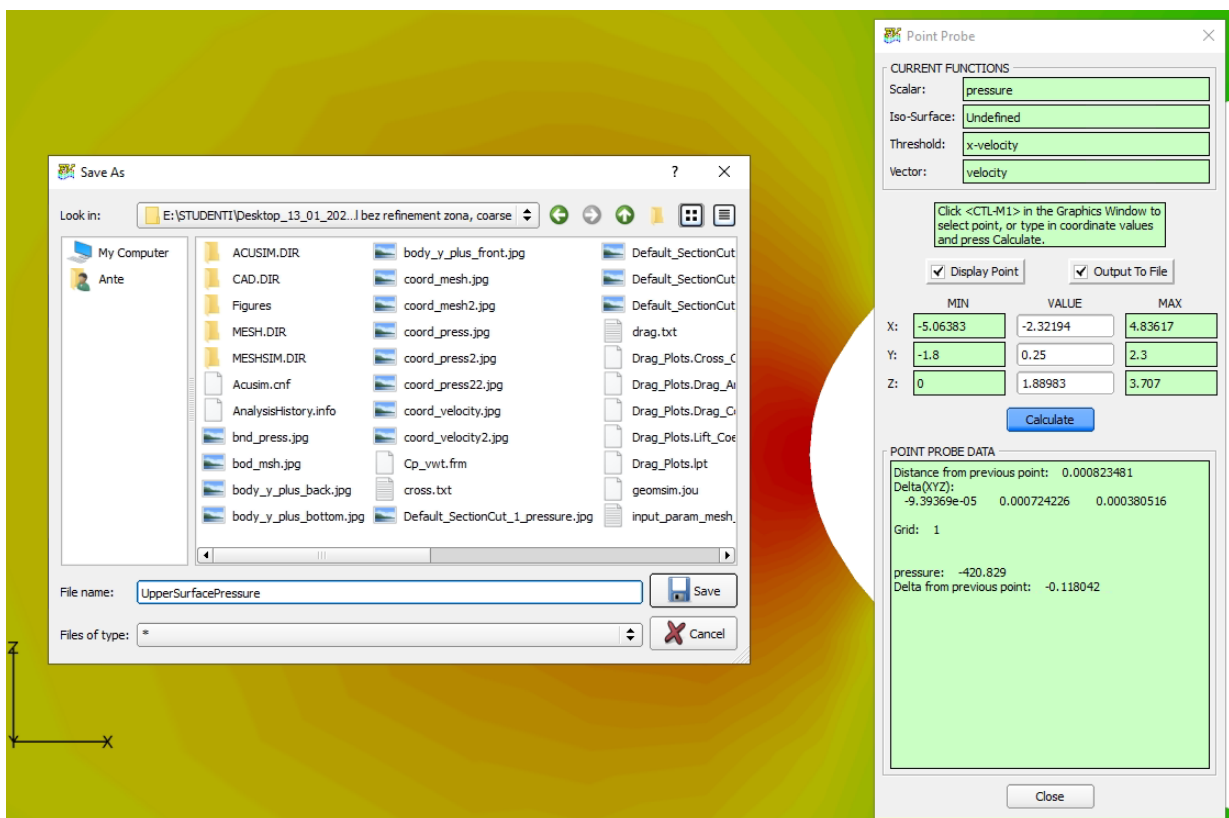 Save As
?
Look in:
E:\STUDENTI\Desktop_13_01_202...l bez refinement zona, coarse
My Computer
Ante
ACUSIM.DIR
CAD.DIR
Figures
MESH.DIR
MESHSIM.DIR
Acusim.cnf
AnalysisHistory.info
bnd_press.jpg
bod_msh.jpg
body_y_plus_back.jpg
body_y_plus_bottom.jpg
body_y_plus_front.jpg
coord_mesh.jpg
coord_mesh2.jpg
coord_press.jpg
coord_press2.jpg
coord_press22.jpg
coord_velocity.jpg
coord_velocity2.jpg
Cp_vwt.frm
cross.txt
Default_SectionCut_1_pressure.jpg
Default_SectionCut
Default_SectionCut
Default_SectionCut
drag.txt
Drag_Plots.Cross_C
Drag_Plots.Drag_Ar
Drag_Plots.Drag_Co
Drag_Plots.Lift_Coe
Drag_Plots.lpt
geomsim.jou
input_param_mesh_
File name: UpperSurfacePressure
Save
Files of type: *
Cancel
Z
Y X
Point Probe
CURRENT FUNCTIONS
Scalar: pressure
Iso-Surface: Undefined
Threshold: x-velocity
Vector: velocity
Click <CTL-M1> in the Graphics Window to
select point, or type in coordinate values
and press Calculate.
Display Point Output To File
MIN VALUE MAX
X: -5.06383 -2.32194 4.83617
Y: -1.8 0.25 2.3
Z: 0 1.88983 3.707
Calculate
POINT PROBE DATA
Distance from previous point: 0.000823481
Delta(XYZ):
-9.39369e-05 0.000724226 0.000380516
Grid: 1
pressure: -420.829
Delta from previous point: -0.118042
Close